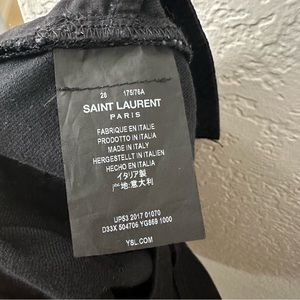 28 175/76A
SAINT LAURENT
PARIS
FABRIQUE EN ITALIE
PRODOTTO IN ITALIA
MADE IN ITALY
HERGESTELLT IN ITALIEN
HECHO EN ITALIA
イタリア製
产地:意大利
UP53 2017 01070
D33X 504706 YG869 1000
YSL.COM